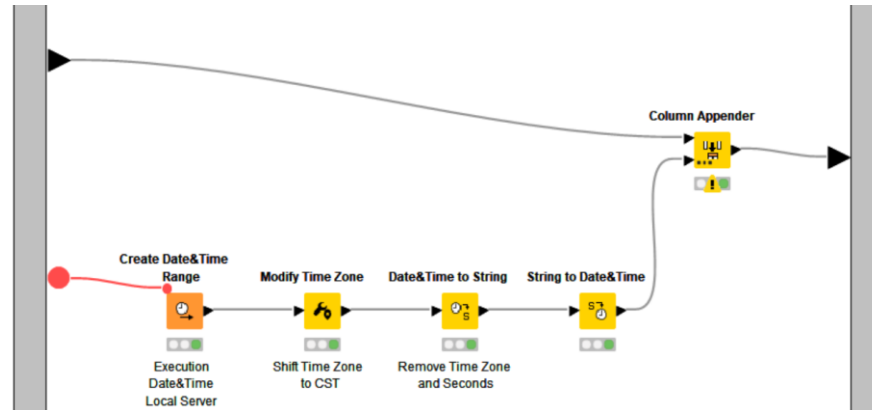 Column Appender
Create Date&Time
Range
Modify Time Zone
Date&Time to String
String to Date&Time
S
S
Execution
Date&Time
Local Server
Shift Time Zone
to CST
Remove Time Zone
and Seconds